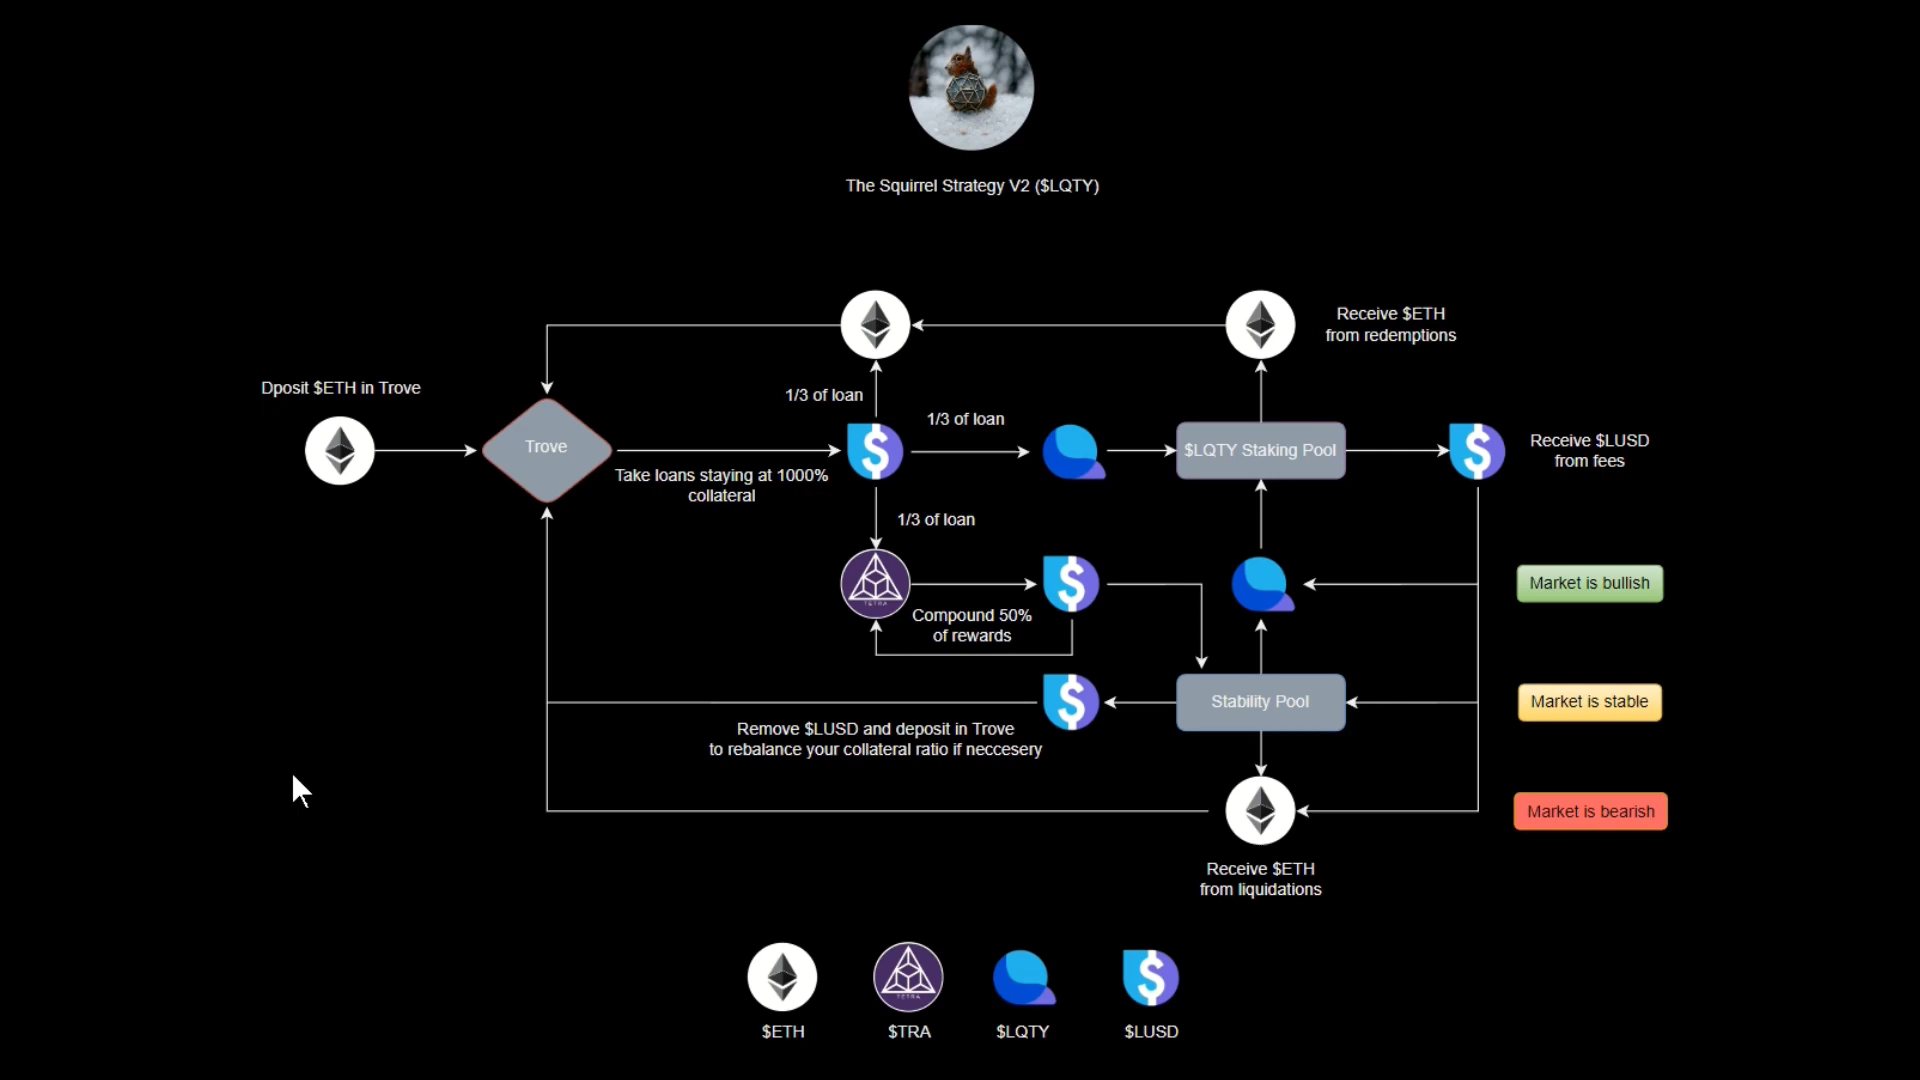 The Squirrel Strategy V2 ($LQTY)
Receive $ETH
from redemptions
Dposit $ETH in Trove
1/3 of loan
1/3 of loan
Trove
$LQTY Staking Pool
Receive $LUSD
from fees
Take loans staying at 1000%
collateral
1/3 of loan
TETRA
Compound 50%
of rewards
Market is bullish
Stability Pool
Market is stable
Remove $LUSD and deposit in Trove
to rebalance your collateral ratio if neccesery
Market is bearish
Receive $ETH
from liquidations
TETRA
$ETH
$TRA
$LQTY
$LUSD